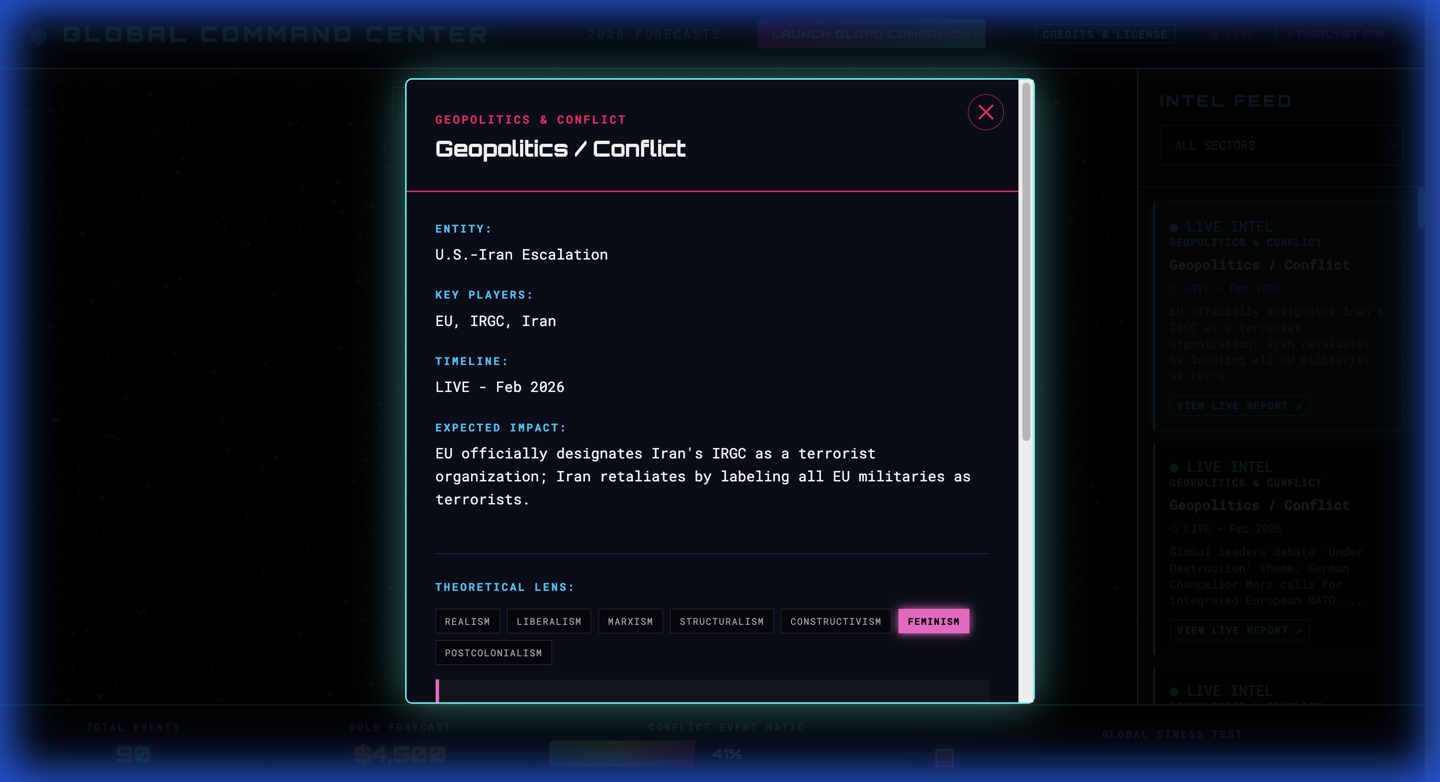 GLOBAL COMMAND CENTER
2026 FORECASTS
LAUNCH GLOPO COMPANION
CREDITS & LICENSE
LIVE
ANALYST PIN
GEOPOLITICS & CONFLICT
Geopolitics / Conflict
ENTITY:
U.S.-Iran Escalation
KEY PLAYERS:
EU, IRGC, Iran
TIMELINE:
LIVE - Feb 2026
EXPECTED IMPACT:
EU officially designates Iran's IRGC as a terrorist
organization; Iran retaliates by labeling all EU militaries as
terrorists.
THEORETICAL LENS:
REALISM
LIBERALISM
MARXISM
STRUCTURALISM
CONSTRUCTIVISM
FEMINISM
POSTCOLONIALISM
INTEL FEED
ALL SECTORS
LIVE INTEL
GEOPOLITICS & CONFLICT
Geopolitics / Conflict
LIVE - Feb 2026
EU officially designates Iran's
IRGC as a terrorist
organization; Iran retaliates
by labeling all EU militaries
as terro...
VIEW LIVE REPORT ↗
LIVE INTEL
GEOPOLITICS & CONFLICT
Geopolitics / Conflict
LIVE - Feb 2026
Global leaders debate 'Under
Destruction' theme; German
Chancellor Merz calls for
integrated European NATO....
VIEW LIVE REPORT ↗
LIVE INTEL
TOTAL EVENTS
90
GOLD FORECAST
$4,500
CONFLICT EVENT RATIO
41%
GLOBAL STRESS TEST